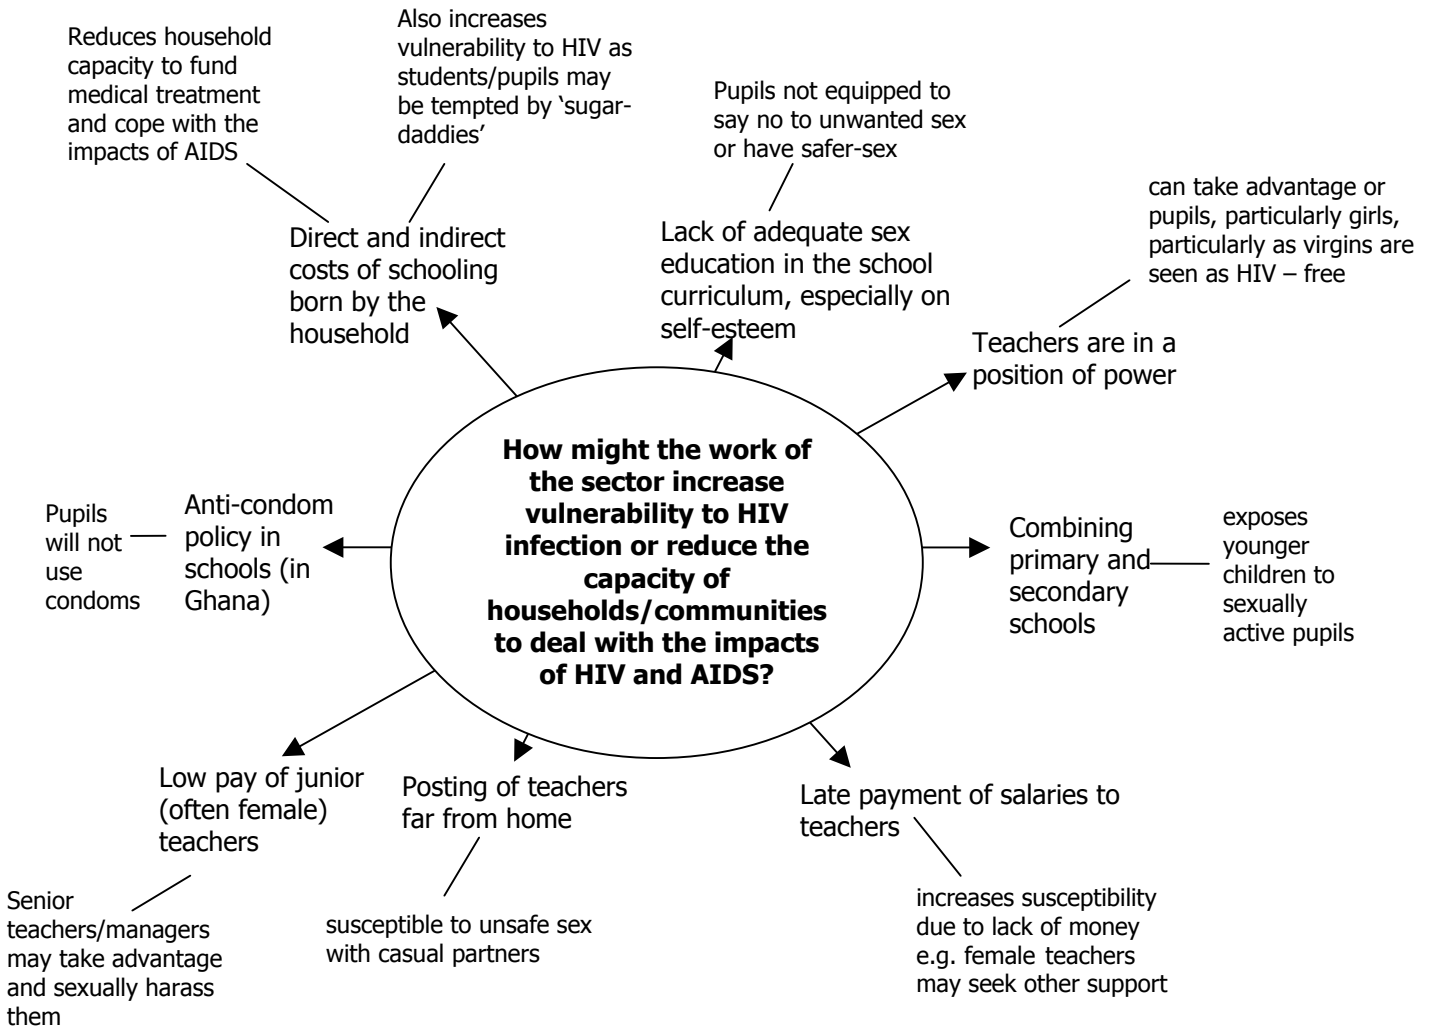 Reduces household
capacity to fund
medical treatment
and cope with the
impacts of AIDS
Also increases
vulnerability to HIV as
students/pupils may
be tempted by ‘sugar-
daddies’
Pupils not equipped to
say no to unwanted sex
or have safer-sex
can take advantage or
pupils, particularly girls,
particularly as virgins are
seen as HIV – free
Direct and indirect
costs of schooling
born by the
household
Lack of adequate sex
education in the school
curriculum, especially on
self-esteem
Teachers are in a
position of power
How might the work of
the sector increase
vulnerability to HIV
infection or reduce the
capacity of
households/communities
to deal with the impacts
of HIV and AIDS?
Pupils
will not
use
condoms
Anti-condom
policy in
schools (in
Ghana)
Combining
primary and
secondary
schools
exposes
younger
children to
sexually
active pupils
Low pay of junior
(often female)
teachers
Posting of teachers
far from home
Late payment of salaries to
teachers
Senior
teachers/managers
may take advantage
and sexually harass
them
susceptible to unsafe sex
with casual partners
increases susceptibility
due to lack of money
e.g. female teachers
may seek other support